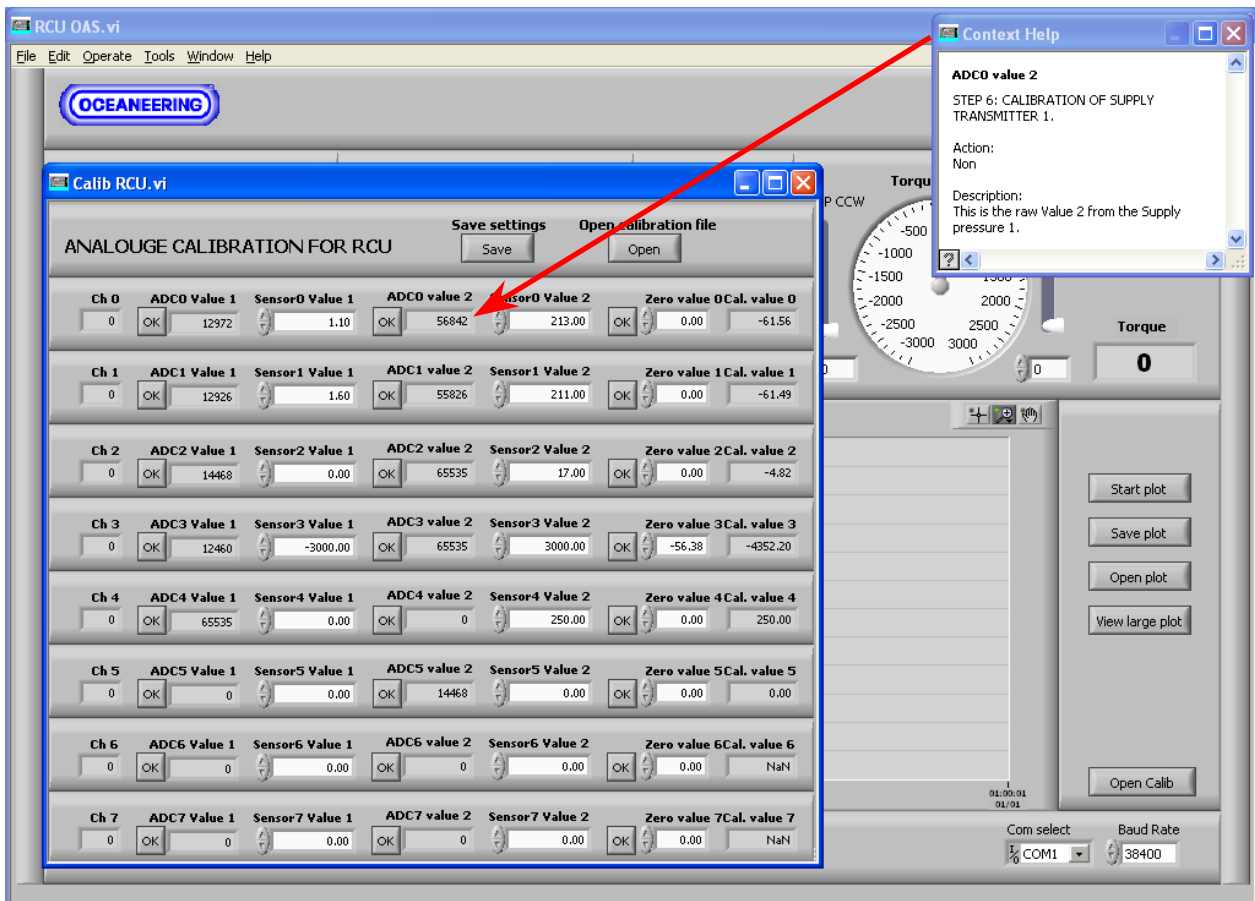 RCU OAS.vi
File Edit Operate Tools Window Help
OCEANEERING
Context Help
ADC0 value 2
STEP 6: CALIBRATION OF SUPPLY
TRANSMITTER 1.
Action:
Non
Description:
This is the raw Value 2 from the Supply
pressure 1.
Calib RCU.vi
ANALOUGE CALIBRATION FOR RCU
Save settings
Save
Open calibration file
Open
Ch 0 ADC0 Value 1 Sensor0 Value 1 ADC0 value 2 Sensor0 Value 2 Zero value 0 Cal. value 0
0 OK 12972 1.10 OK 56842 213.00 OK 0.00 -61.56
Ch 1 ADC1 Value 1 Sensor1 Value 1 ADC1 value 2 Sensor1 Value 2 Zero value 1 Cal. value 1
0 OK 12926 1.60 OK 55826 211.00 OK 0.00 -61.49
Ch 2 ADC2 Value 1 Sensor2 Value 1 ADC2 value 2 Sensor2 Value 2 Zero value 2 Cal. value 2
0 OK 14468 0.00 OK 65535 17.00 OK 0.00 -4.82
Ch 3 ADC3 Value 1 Sensor3 Value 1 ADC3 value 2 Sensor3 Value 2 Zero value 3 Cal. value 3
0 OK 12460 -3000.00 OK 65535 3000.00 OK -56.38 -4352.20
Ch 4 ADC4 Value 1 Sensor4 Value 1 ADC4 value 2 Sensor4 Value 2 Zero value 4 Cal. value 4
0 OK 65535 0.00 OK 0 250.00 OK 0.00 250.00
Ch 5 ADC5 Value 1 Sensor5 Value 1 ADC5 value 2 Sensor5 Value 2 Zero value 5 Cal. value 5
0 OK 0 0.00 OK 14468 0.00 OK 0.00 0.00
Ch 6 ADC6 Value 1 Sensor6 Value 1 ADC6 value 2 Sensor6 Value 2 Zero value 6 Cal. value 6
0 OK 0 0.00 OK 0 0.00 OK 0.00 NaN
Ch 7 ADC7 Value 1 Sensor7 Value 1 ADC7 value 2 Sensor7 Value 2 Zero value 7 Cal. value 7
0 OK 0 0.00 OK 0 0.00 OK 0.00 NaN
P CCW
Torqu
-500
-1000
-1500
-2000 2000
-2500 2500
-3000 3000
0
Torque
0
Start plot
Save plot
Open plot
View large plot
Open Calib
01:00:01
01/01
Com select Baud Rate
COM1 38400